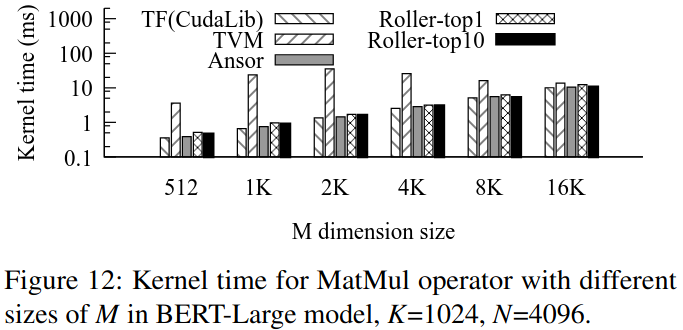 Kernel time (ms)
1000
100
10
1
0.1
TF(CudaLib)
TVM
Ansor
Roller-top1
Roller-top10
512 1K 2K 4K 8K 16K
M dimension size
Figure 12: Kernel time for MatMul operator with different
sizes of M in BERT-Large model, K=1024, N=4096.